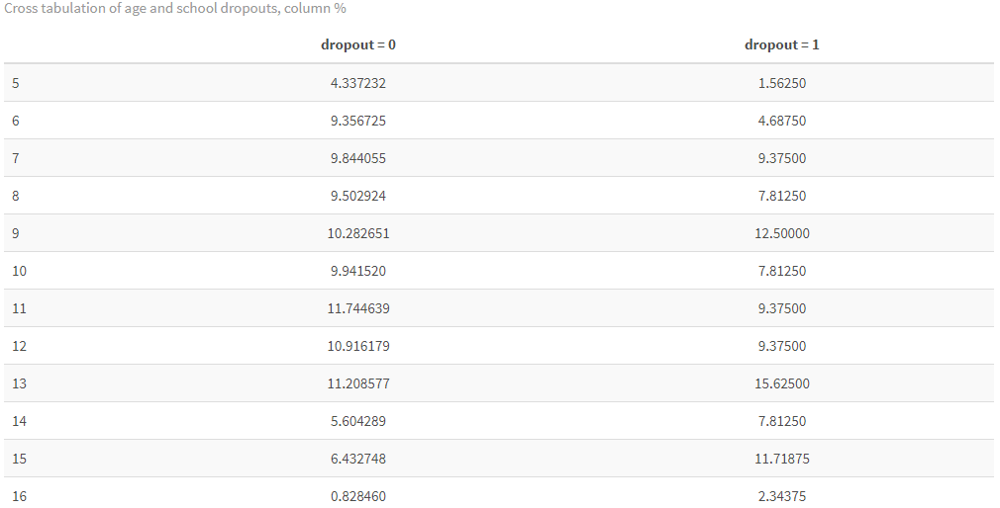 Cross tabulation of age and school dropouts, column %
dropout = 0 dropout = 1
5 4.337232 1.56250
6 9.356725 4.68750
7 9.844055 9.37500
8 9.502924 7.81250
9 10.282651 12.50000
10 9.941520 7.81250
11 11.744639 9.37500
12 10.916179 9.37500
13 11.208577 15.62500
14 5.604289 7.81250
15 6.432748 11.71875
16 0.828460 2.34375